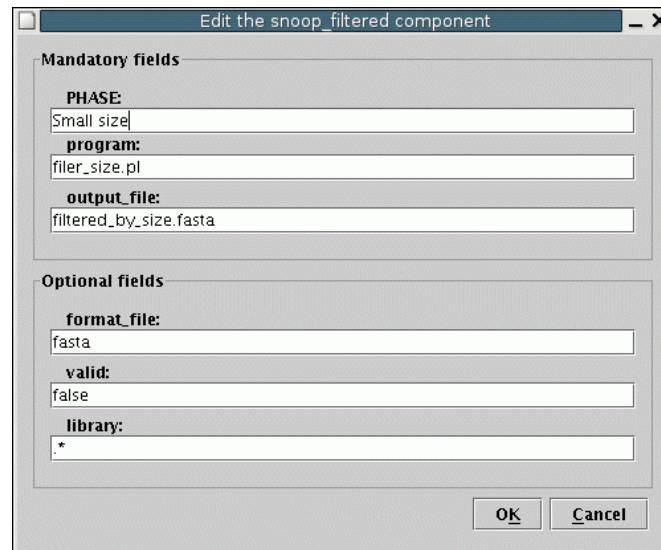 Edit the snoop_filtered component
Mandatory fields
PHASE:
Small size
program:
filer_size.pl
output_file:
filtered_by_size.fasta
Optional fields
format_file:
fasta
valid:
false
library:
.*
OK
Cancel